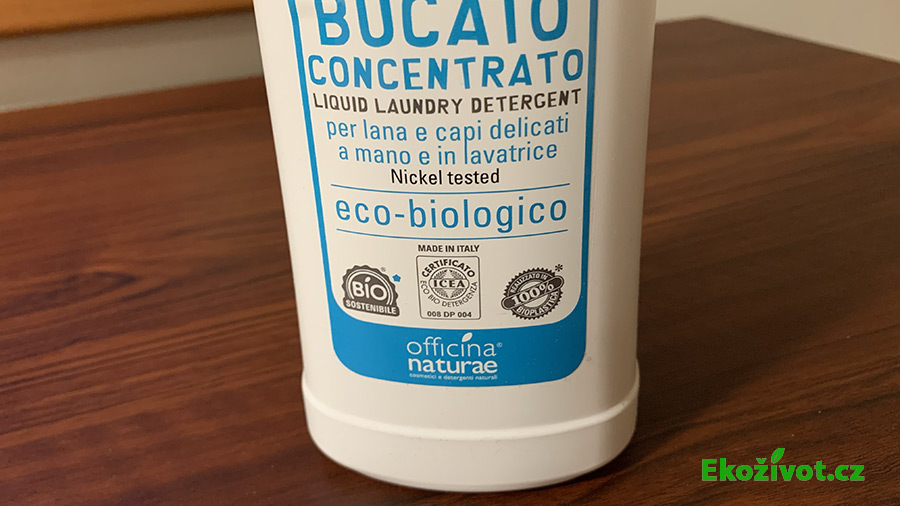 BUCATO
CONCENTRATO
LIQUID LAUNDRY DETERGENT
per lana e capi delicati
a mano e in lavatrice
Nickel tested
eco-biologico
MADE IN ITALY
BIO
SOSTENIBILE
*
CERTIFICATO
ICEA
ECO BIO DETERGENZA
008 DP 004
REALIZZATO IN
100%
BIOPLASTICA
*
officina®
naturae
cosmetici e detergenti naturali
Ekoživot.cz